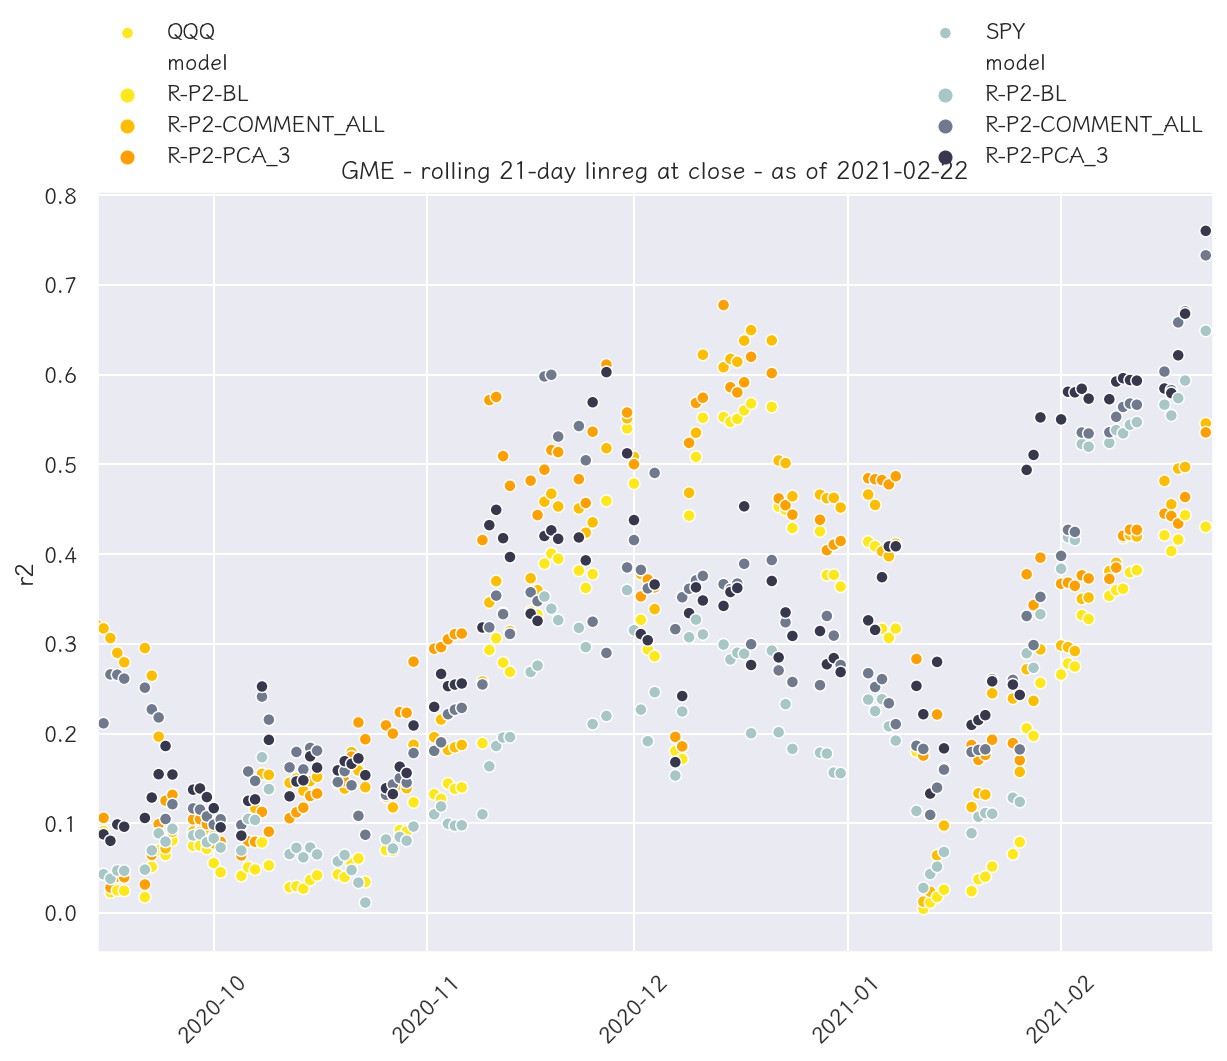 QQQ
model
R-P2-BL
R-P2-COMMENT_ALL
R-P2-PCA_3
SPY
model
R-P2-BL
R-P2-COMMENT_ALL
R-P2-PCA_3
GME - rolling 21-day linreg at close - as of 2021-02-22
0.8
0.7
0.6
0.5
0.4
0.3
0.2
0.1
0.0
r2
2020-10
2020-11
2020-12
2021-01
2021-02